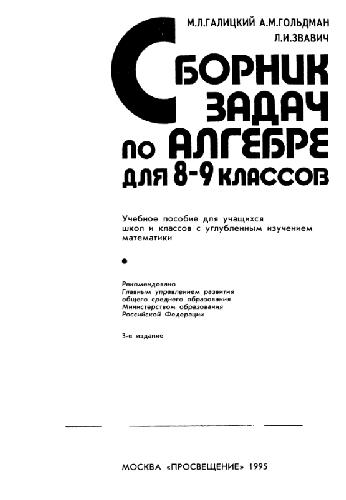 М.Л.ГАЛИЦКИЙ А.М.ГОЛЬДМАН
Л.И.ЗВАВИЧ
СБОРНИК
ЗАДАЧ
ПО АЛГЕБРЕ
ДЛЯ 8-9 КЛАССОВ
Учебное пособие для учащихся
школ и классов с углубленным изучением
математики
Рекомендовано
Главным управлением развития
общего среднего образования
Министерством образования
Российской Федерации
3-е издание
МОСКВА «ПРОСВЕЩЕНИЕ» 1995